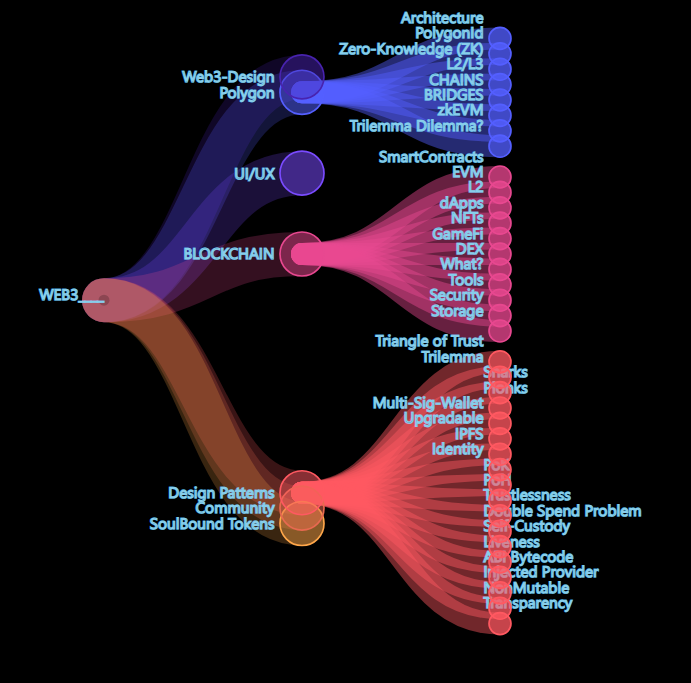 WEB3___
Web3-Design
Polygon
UI/UX
BLOCKCHAIN
Design Patterns
Community
SoulBound Tokens
Architecture
PolygonId
Zero-Knowledge (ZK)
L2/L3
CHAINS
BRIDGES
zkEVM
Trilemma Dilemma?
SmartContracts
EVM
L2
dApps
NFTs
GameFi
DEX
What?
Tools
Security
Storage
Triangle of Trust
Trilemma
Snarks
Plonks
Multi-Sig-Wallet
Upgradable
IPFS
Identity
PoH
Trustlessness
Double Spend Problem
Self-Custody
Liveness
Bytecode
Injected Provider
NonMutable
Transparency